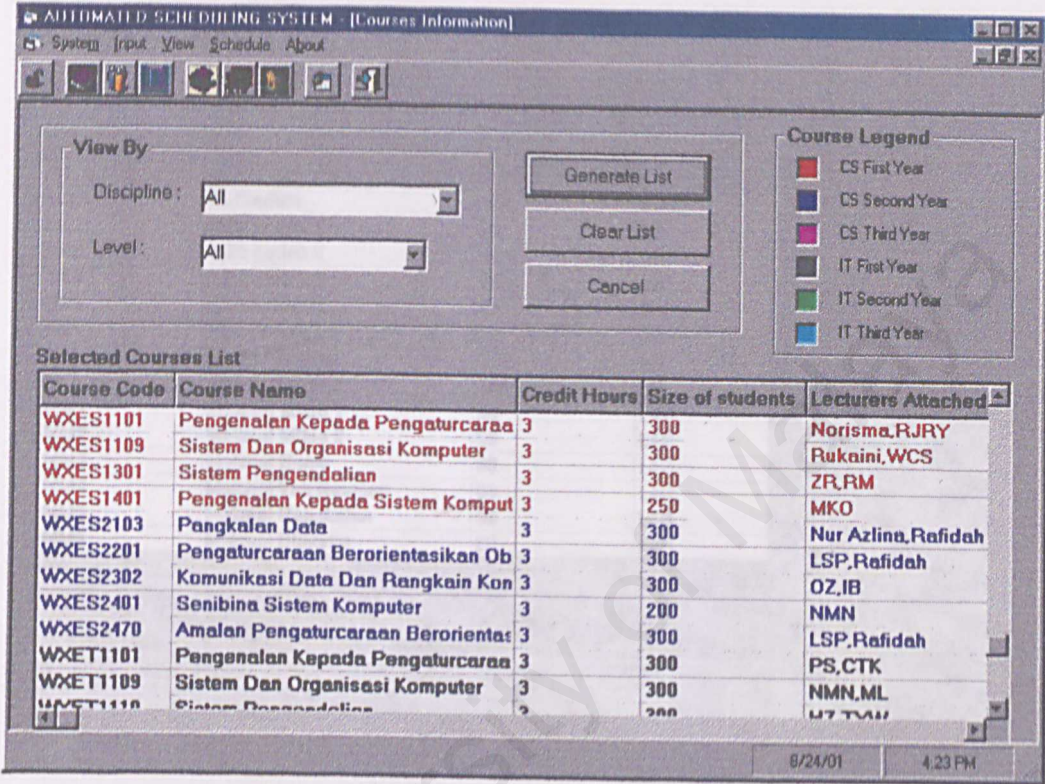 AUTOMATED SCHEDULING SYSTEM - [Courses Information]
System Input View Schedule About
View By
Discipline : All
Level : All
Generate List
Clear List
Cancel
Course Legend
CS First Year
CS Second Year
CS Third Year
IT First Year
IT Second Year
IT Third Year
Selected Courses List
Course Code Course Name Credit Hours Size of students Lecturers Attached
WXES1101 Pengenalan Kepada Pengaturcaraa 3 300 Norisma,RJRY
WXES1109 Sistem Dan Organisasi Komputer 3 300 Rukaini,WCS
WXES1301 Sistem Pengendalian 3 300 ZR,RM
WXES1401 Pengenalan Kepada Sistem Komput 3 250 MKO
WXES2103 Pangkalan Data 3 300 Nur Azlina,Rafidah
WXES2201 Pengaturcaraan Berorientasikan Ob 3 300 LSP,Rafidah
WXES2302 Komunikasi Data Dan Rangkain Kon 3 300 OZ,IB
WXES2401 Senibina Sistem Komputer 3 200 NMN
WXES2470 Amalan Pengaturcaraan Berorientas 3 300 LSP,Rafidah
WXET1101 Pengenalan Kepada Pengaturcaraa 3 300 PS,CTK
WXET1109 Sistem Dan Organisasi Komputer 3 300 NMN,ML
Sistem Pengendalian
8/24/01 4:23 PM